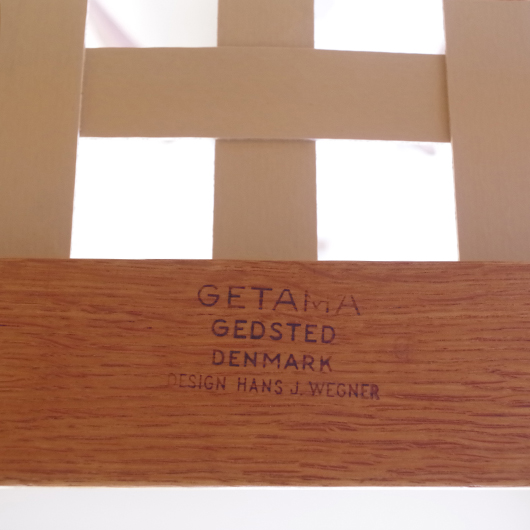 GETAMA
GEDSTED
DENMARK
DESIGN HANS J. WEGNER